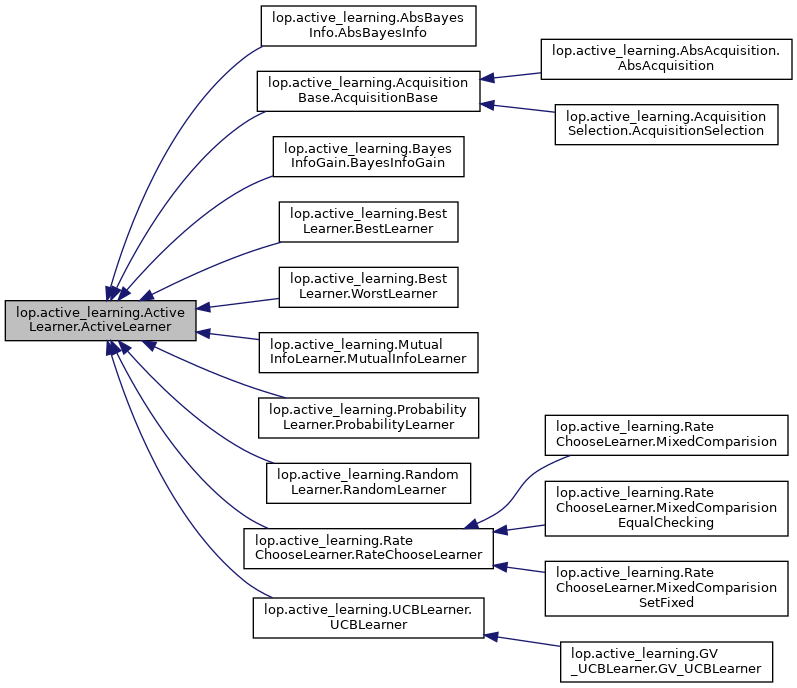 lop.active_learning.AbsBayes
Info.AbsBayesInfo
lop.active_learning.Acquisition
Base.AcquisitionBase
lop.active_learning.AbsAcquisition.
AbsAcquisition
lop.active_learning.Acquisition
Selection.AcquisitionSelection
lop.active_learning.Bayes
InfoGain.BayesInfoGain
lop.active_learning.Best
Learner.BestLearner
lop.active_learning.Best
Learner.WorstLearner
lop.active_learning.Active
Learner.ActiveLearner
lop.active_learning.Mutual
InfoLearner.MutualInfoLearner
lop.active_learning.Probability
Learner.ProbabilityLearner
lop.active_learning.Random
Learner.RandomLearner
lop.active_learning.Rate
ChooseLearner.RateChooseLearner
lop.active_learning.Rate
ChooseLearner.MixedComparision
lop.active_learning.Rate
ChooseLearner.MixedComparision
EqualChecking
lop.active_learning.Rate
ChooseLearner.MixedComparision
SetFixed
lop.active_learning.UCBLearner.
UCBLearner
lop.active_learning.GV
_UCBLearner.GV_UCBLearner